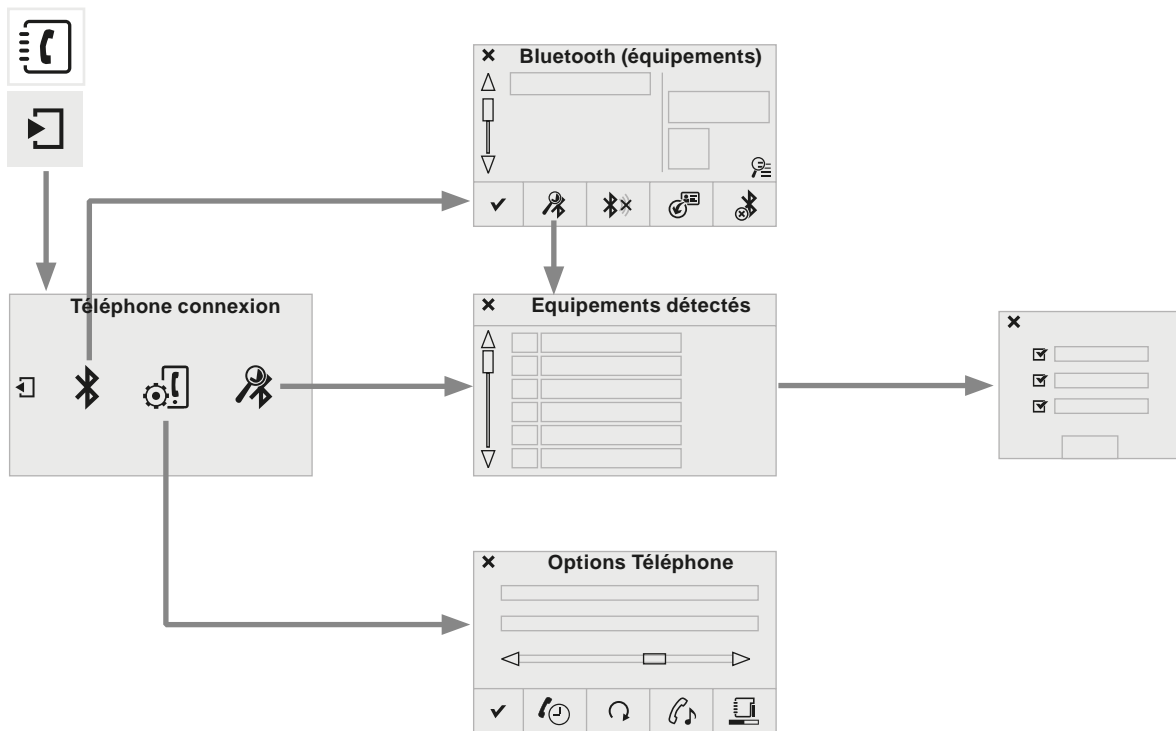 Bluetooth (équipements)
Téléphone connexion
Equipements détectés
Options Téléphone